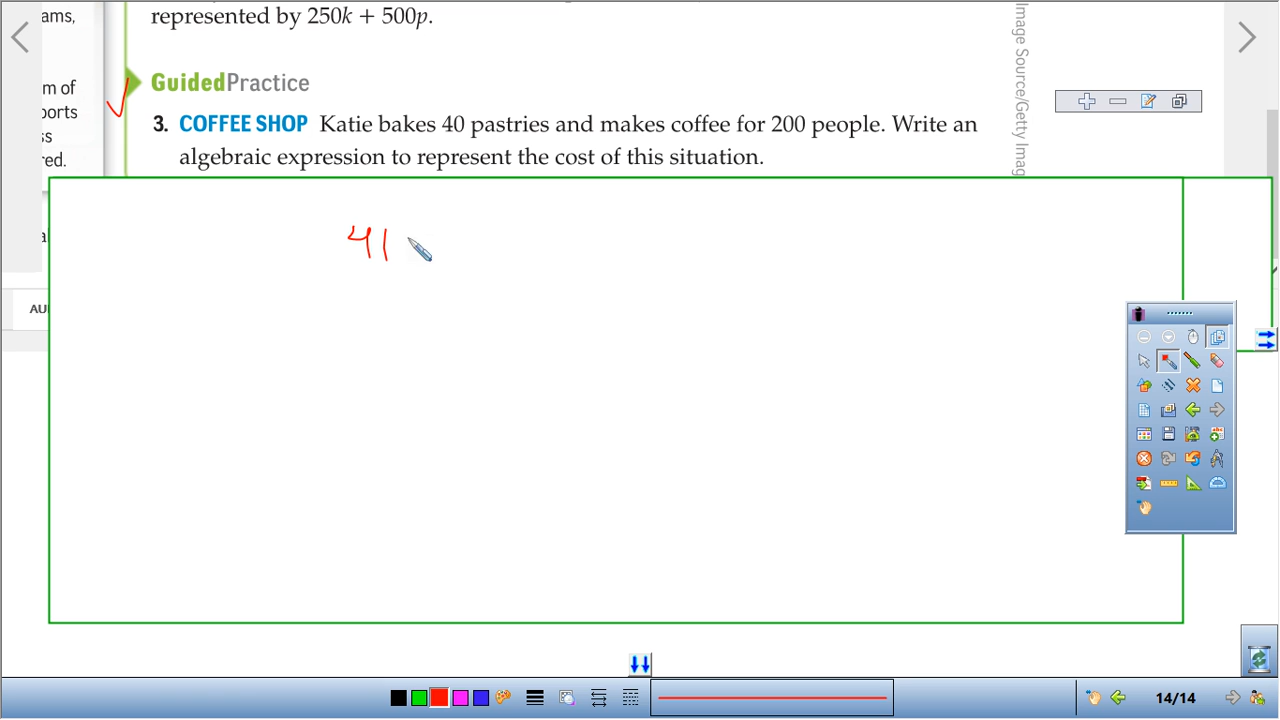 ams,
represented by 250k + 500p.
m of
ports
ss
red.
GuidedPractice
3. COFFEE SHOP Katie bakes 40 pastries and makes coffee for 200 people. Write an
algebraic expression to represent the cost of this situation.
Image Source/Getty Imag
41
AU
14/14